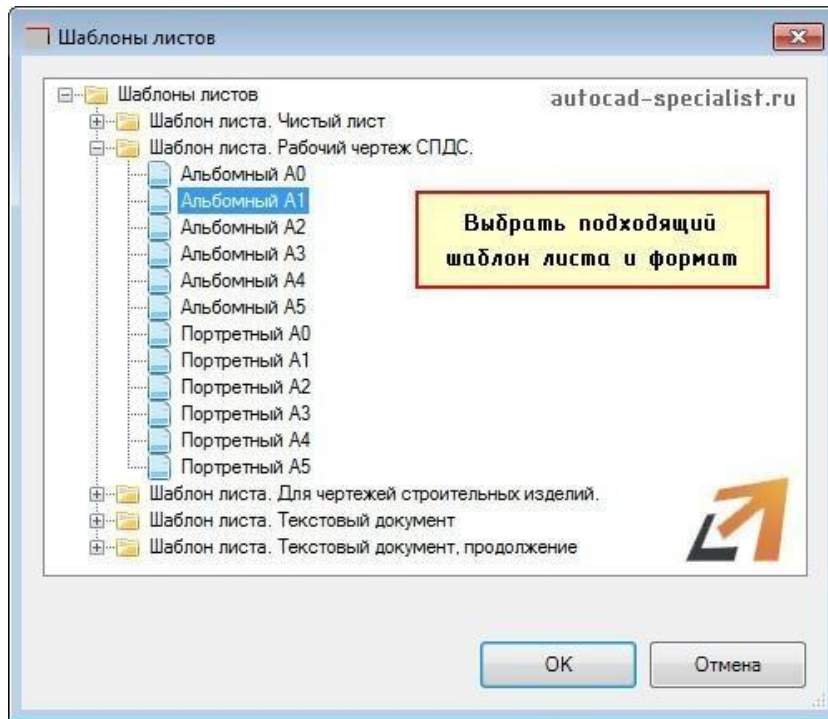 Шаблоны листов
Шаблоны листов
autocad-specialist.ru
Шаблон листа. Чистый лист
Шаблон листа. Рабочий чертеж СПДС.
Альбомный А0
Альбомный А1
Альбомный А2
Альбомный А3
Альбомный А4
Альбомный А5
Портретный А0
Портретный А1
Портретный А2
Портретный А3
Портретный А4
Портретный А5
Выбрать подходящий
шаблон листа и формат
Шаблон листа. Для чертежей строительных изделий.
Шаблон листа. Текстовый документ
Шаблон листа. Текстовый документ, продолжение
OK
Отмена